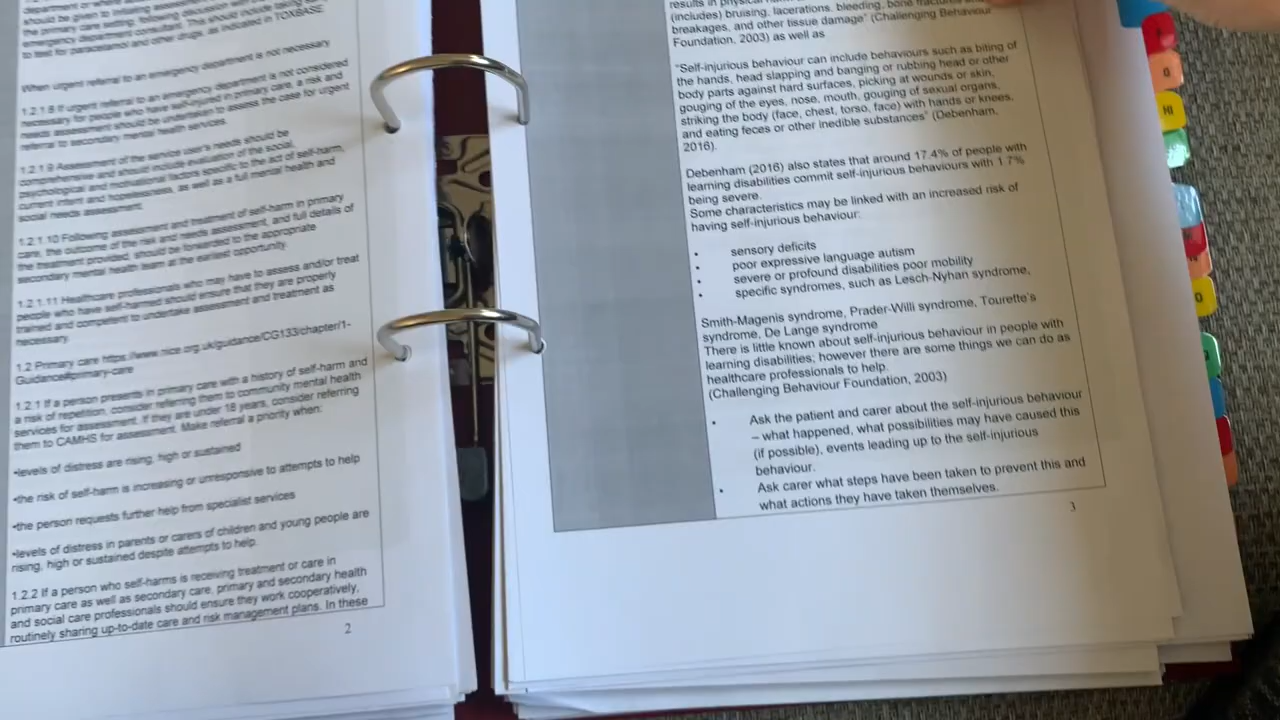 should be given to
emergency department
to test for paracetamol and other drugs, as indicated in TOXBASE.
When urgent referral to an emergency department is not necessary
1.2.1.8 If urgent referral to an emergency department is not considered
necessary for people who have self-injured in primary care, a risk and
needs assessment should be undertaken to assess the case for urgent
referral to secondary mental health services.
1.2.1.9 Assessment of the service user's needs should be
comprehensive and should include evaluation of the social,
psychological and motivational factors specific to the act of self-harm,
current intent and hopelessness, as well as a full mental health and
social needs assessment.
1.2.1.10 Following assessment and treatment of self-harm in primary
care, the outcome of the risk and needs assessment, and full details of
the treatment provided, should be forwarded to the appropriate
secondary mental health team at the earliest opportunity.
1.2.1.11 Healthcare professionals who may have to assess and/or treat
people who have self-harmed should ensure that they are properly
trained and competent to undertake assessment and treatment as
necessary.
1.2 Primary care https://www.nice.org.uk/guidance/CG133/chapter/1-
Guidance#primary-care
1.2.1 If a person presents in primary care with a history of self-harm and
a risk of repetition, consider referring them to community mental health
services for assessment. If they are under 18 years, consider referring
them to CAMHS for assessment. Make referral a priority when:
•levels of distress are rising, high or sustained
•the risk of self-harm is increasing or unresponsive to attempts to help
•the person requests further help from specialist services
•levels of distress in parents or carers of children and young people are
rising, high or sustained despite attempts to help.
1.2.2 If a person who self-harms is receiving treatment or care in
primary care as well as secondary care, primary and secondary health
and social care professionals should ensure they work cooperatively,
routinely sharing up-to-date care and risk management plans. In these
2
results in physical
(includes) bruising, lacerations, bleeding, bone fractures
breakages, and other tissue damage" (Challenging Behaviour
Foundation, 2003) as well as
"Self-injurious behaviour can include behaviours such as biting of
the hands, head slapping and banging or rubbing head or other
body parts against hard surfaces, picking at wounds or skin,
gouging of the eyes, nose, mouth, gouging of sexual organs,
striking the body (face, chest, torso, face) with hands or knees,
and eating feces or other inedible substances" (Debenham,
2016).
Debenham (2016) also states that around 17.4% of people with
learning disabilities commit self-injurious behaviours with 1.7%
being severe.
Some characteristics may be linked with an increased risk of
having self-injurious behaviour:
• sensory deficits
• poor expressive language autism
• severe or profound disabilities poor mobility
• specific syndromes, such as Lesch-Nyhan syndrome,
Smith-Magenis syndrome, Prader-Willi syndrome, Tourette's
syndrome, De Lange syndrome
There is little known about self-injurious behaviour in people with
learning disabilities; however there are some things we can do as
healthcare professionals to help.
(Challenging Behaviour Foundation, 2003)
• Ask the patient and carer about the self-injurious behaviour
– what happened, what possibilities may have caused this
(if possible), events leading up to the self-injurious
behaviour.
• Ask carer what steps have been taken to prevent this and
what actions they have taken themselves.
3
HI